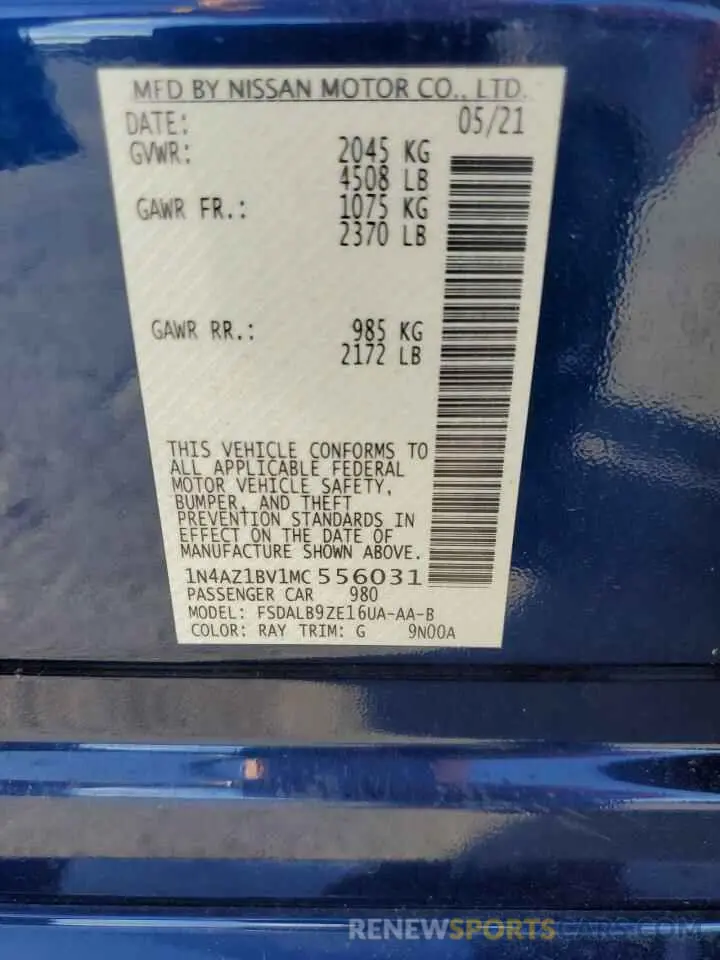 MFD BY NISSAN MOTOR CO., LTD.
DATE: 05/21
GVWR: 2045 KG
4508 LB
GAWR FR.: 1075 KG
2370 LB
GAWR RR.: 985 KG
2172 LB
THIS VEHICLE CONFORMS TO
ALL APPLICABLE FEDERAL
MOTOR VEHICLE SAFETY,
BUMPER, AND THEFT
PREVENTION STANDARDS IN
EFFECT ON THE DATE OF
MANUFACTURE SHOWN ABOVE.
1N4AZ1BV1MC556031
PASSENGER CAR 980
MODEL: FSDALB9ZE16UA-AA-B
COLOR: RAY TRIM: G 9N00A
RENEWSPORTSCARS.COM